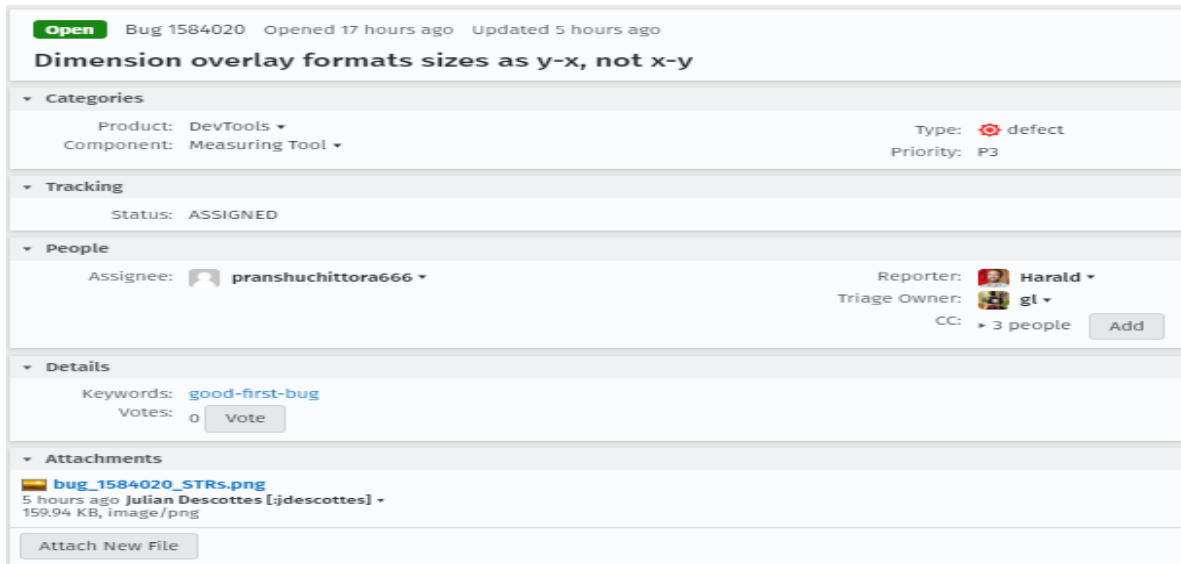 Open Bug 1584020 Opened 17 hours ago Updated 5 hours ago
Dimension overlay formats sizes as y-x, not x-y
Categories
Product: DevTools
Type: defect
Component: Measuring Tool
Priority: P3
Tracking
Status: ASSIGNED
People
Assignee: pranshuchittora666
Reporter: Harald
Triage Owner: gl
CC: 3 people Add
Details
Keywords: good-first-bug
Votes: 0 Vote
Attachments
bug_1584020_STRs.png
5 hours ago Julian Descottes [:jdescottes]
159.94 KB, image/png
Attach New File